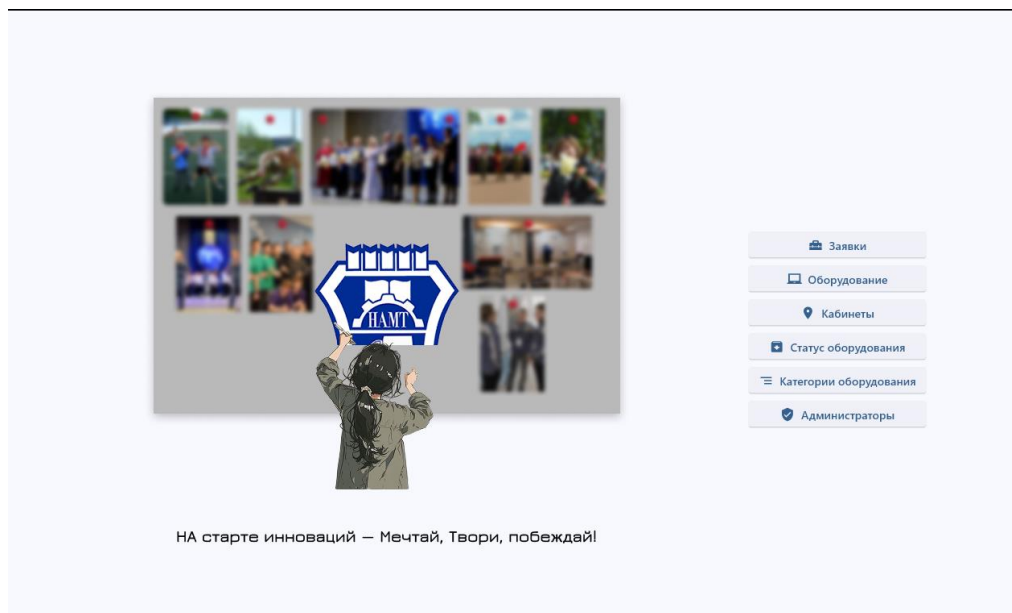 НАМТ
Заявки
Оборудование
Кабинеты
Статус оборудования
Категории оборудования
Администраторы
НА старте инноваций — Мечтай, Твори, побеждай!